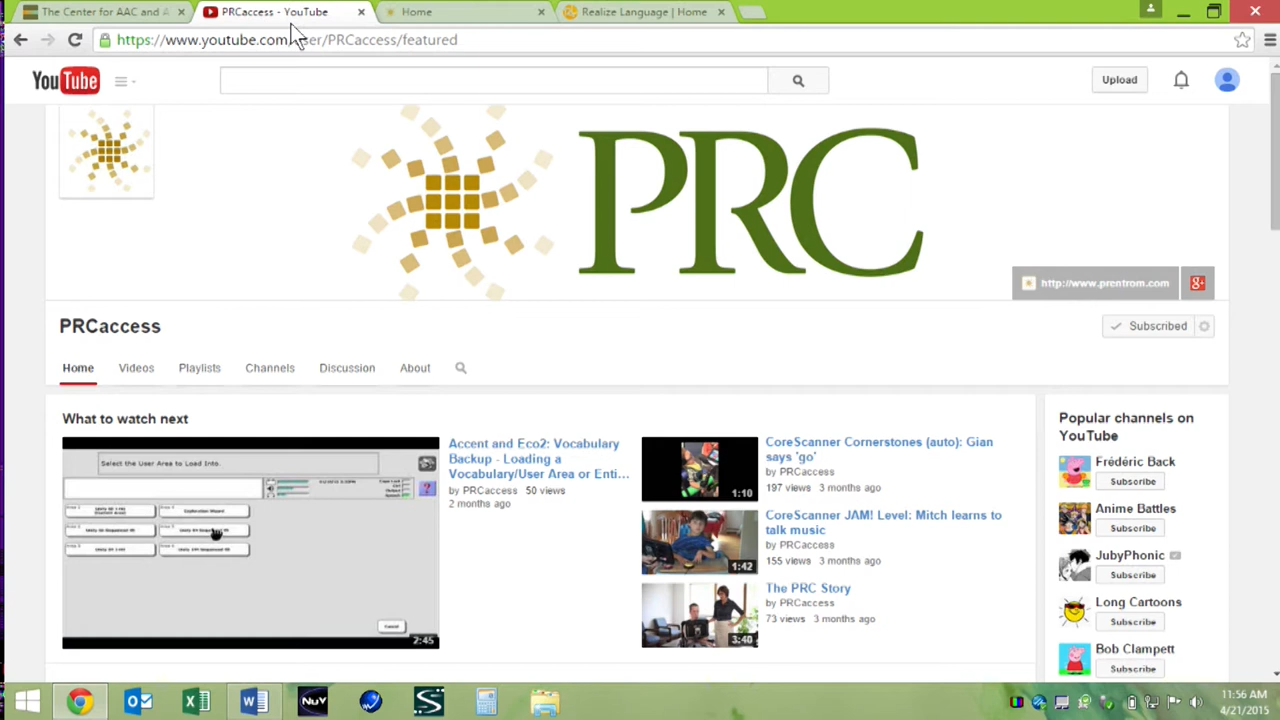 The Center for AAC and A
PRCaccess - YouTube
Home
Realize Language | Home
https://www.youtube.com/user/PRCaccess/featured
YouTube
Upload
PRC
http://www.prentrom.com
g+
PRCaccess
Subscribed
Home Videos Playlists Channels Discussion About
What to watch next
Select the User Area to Load Into.
?
Cancel
2:45
Accent and Eco2: Vocabulary
Backup - Loading a
Vocabulary/User Area or Enti...
by PRCaccess 50 views
2 months ago
1:10
CoreScanner Cornerstones (auto): Gian
says 'go'
by PRCaccess
197 views 3 months ago
1:42
CoreScanner JAM! Level: Mitch learns to
talk music
by PRCaccess
155 views 3 months ago
3:40
The PRC Story
by PRCaccess
73 views 3 months ago
Popular channels on
YouTube
Frédéric Back
Subscribe
Anime Battles
Subscribe
JubyPhonic
Subscribe
Long Cartoons
Subscribe
Bob Clampett
Subscribe
NuV
11:56 AM
4/21/2015